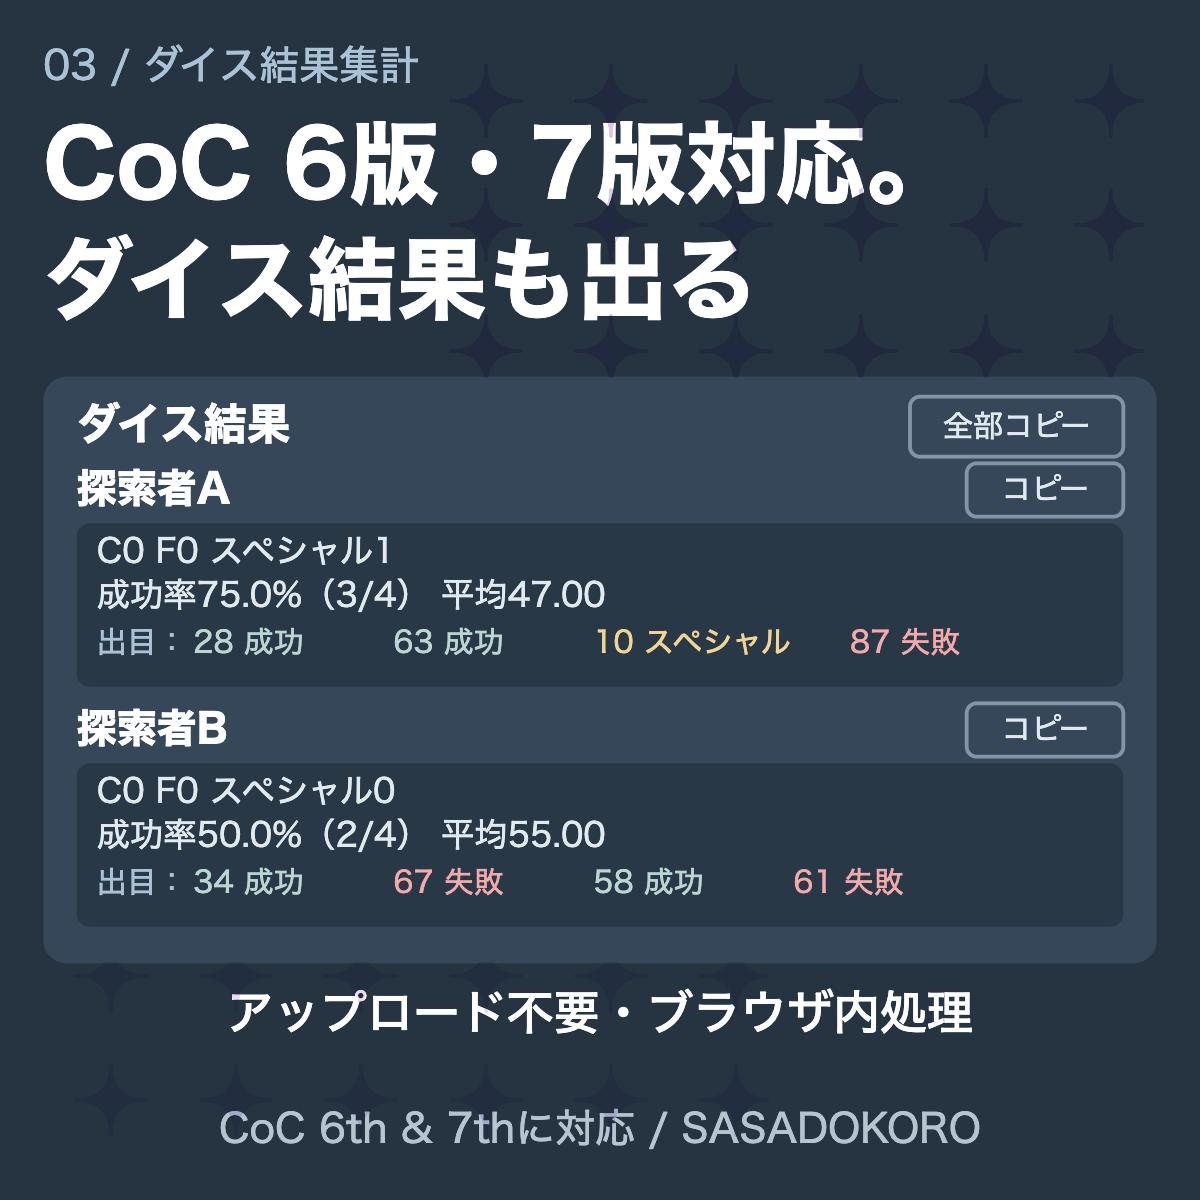 03 / ダイス結果集計
CoC 6版・7版対応。
ダイス結果も出る
ダイス結果
全部コピー
探索者A
コピー
C0 F0 スペシャル1
成功率75.0%（3/4） 平均47.00
出目：28 成功 63 成功 10 スペシャル 87 失敗
探索者B
コピー
C0 F0 スペシャル0
成功率50.0%（2/4） 平均55.00
出目：34 成功 67 失敗 58 成功 61 失敗
アップロード不要・ブラウザ内処理
CoC 6th & 7thに対応 / SASADOKORO